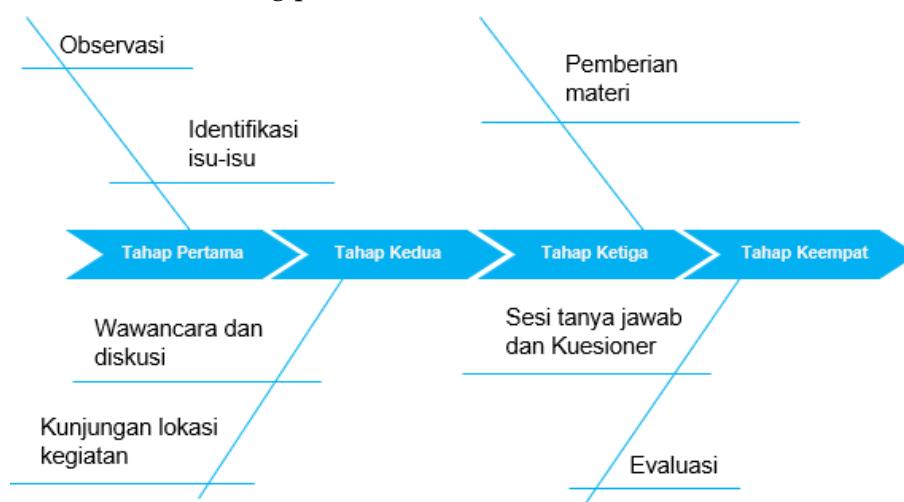 Observasi
Identifikasi
isu-isu
Pemberian
materi
Tahap Pertama
Tahap Kedua
Tahap Ketiga
Tahap Keempat
Wawancara dan
diskusi
Kunjungan lokasi
kegiatan
Sesi tanya jawab
dan Kuesioner
Evaluasi